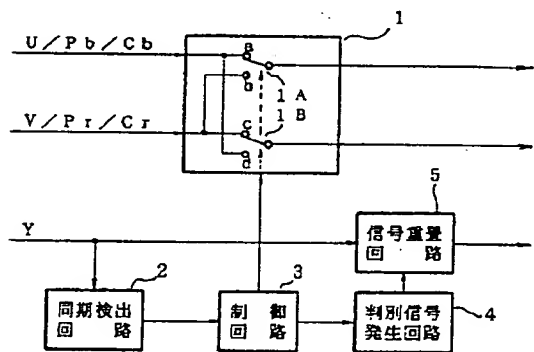 1
U/Pb/Cb
a
b
1A
V/Pr/Cr
1B
c
d
5
Y
信号重畳
回路
2
3
同期検出
回路
制御
回路
判別信号
発生回路
4